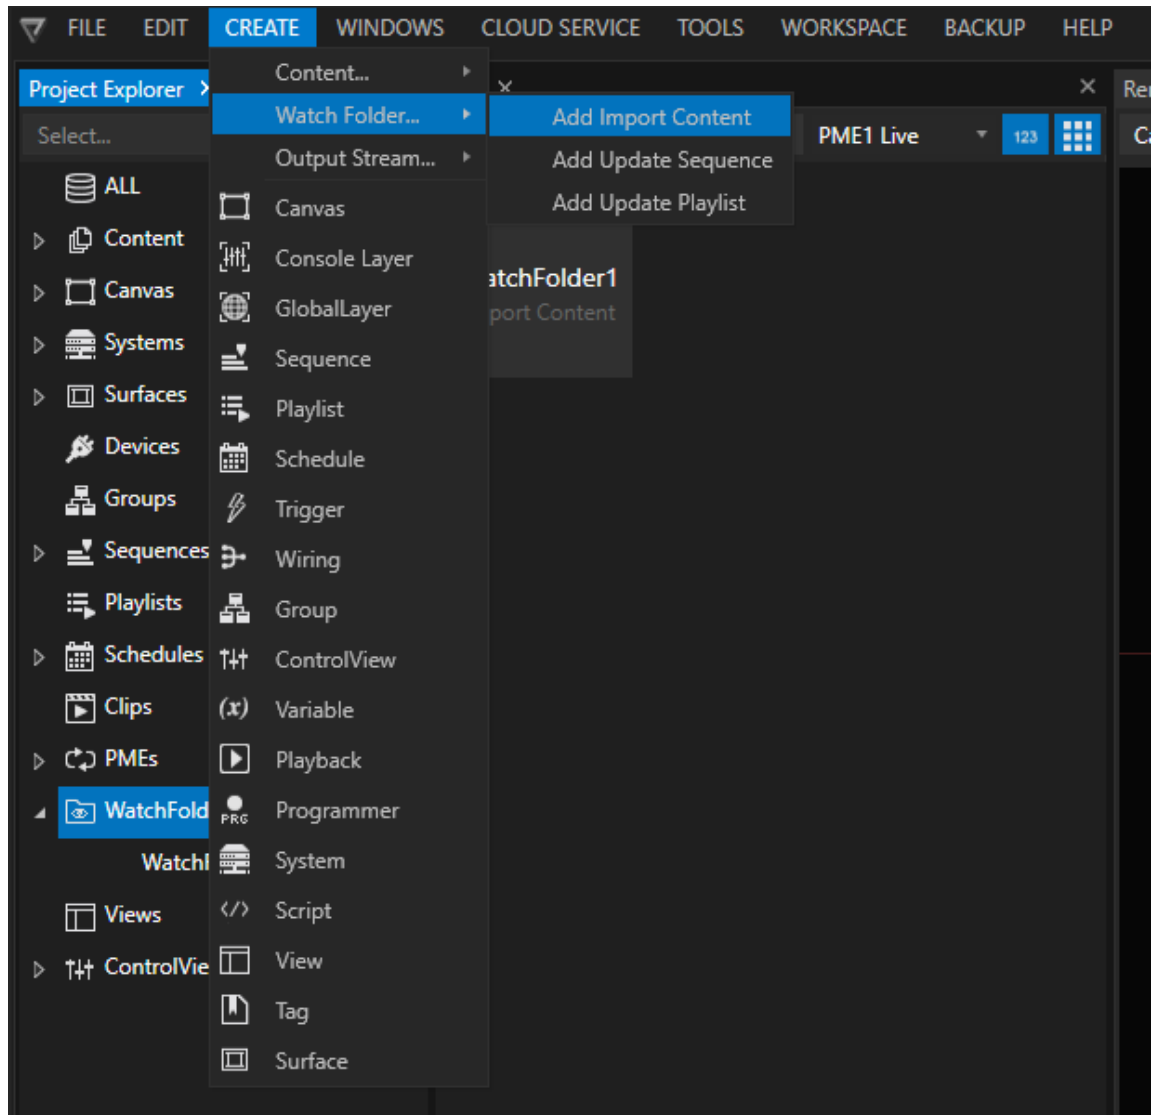 FILE EDIT CREATE WINDOWS CLOUD SERVICE TOOLS WORKSPACE BACKUP HELP
Project Explorer
Select...
ALL
Content
Canvas
Systems
Surfaces
Devices
Groups
Sequences
Playlists
Schedules
Clips
PMEs
WatchFold
Watch
Views
ControlVie
Content...
Watch Folder...
Output Stream...
Canvas
Console Layer
GlobalLayer
Sequence
Playlist
Schedule
Trigger
Wiring
Group
ControlView
(x) Variable
Playback
PRG Programmer
System
</> Script
View
Tag
Surface
Add Import Content
Add Update Sequence
Add Update Playlist
PME1 Live 123
atchFolder1
port Content
Re
Ca